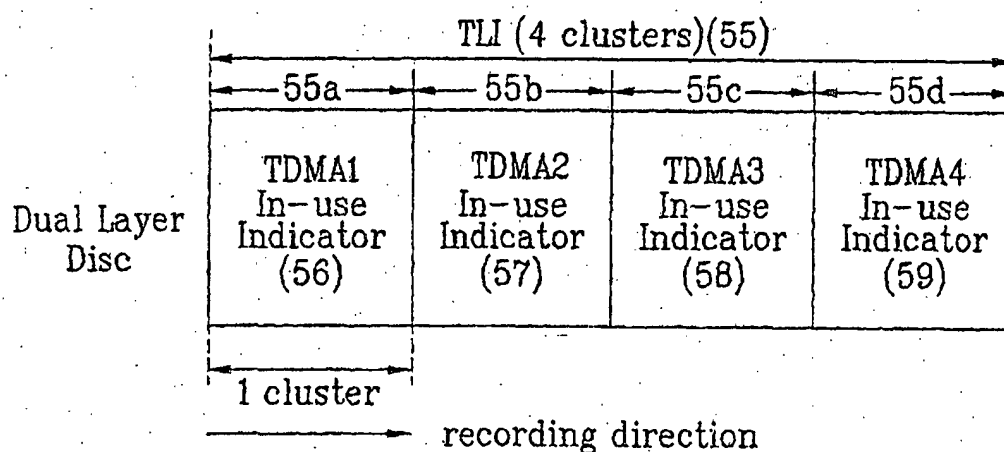 TLI (4 clusters)(55)
55a 55b 55c 55d
Dual Layer
Disc
TDMA1
In-use
Indicator
(56)
TDMA2
In-use
Indicator
(57)
TDMA3
In-use
Indicator
(58)
TDMA4
In-use
Indicator
(59)
1 cluster
recording direction